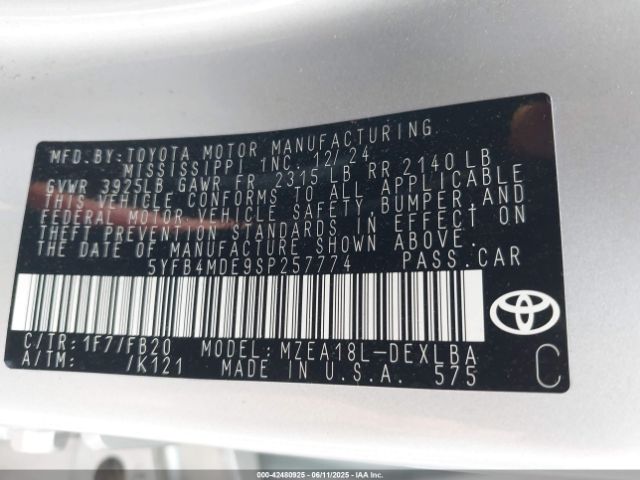 MFD.BY:TOYOTA MOTOR MANUFACTURING
MISSISSIPPI INC. 12/24
GVWR 3925LB GAWR FR 2315 LB RR 2140 LB
THIS VEHICLE CONFORMS TO ALL APPLICABLE
FEDERAL MOTOR VEHICLE SAFETY,BUMPER,AND
THEFT PREVENTION STANDARDS IN EFFECT ON
THE DATE OF MANUFACTURE SHOWN ABOVE.
5YFB4MDE9SP257774 PASS.CAR
C/TR: 1F7/FB20 MODEL: MZEA18L-DEXLBA
A/TM: /K121 MADE IN U.S.A. 575
C
000-42480925 - 06/11/2025 - IAAI.COM